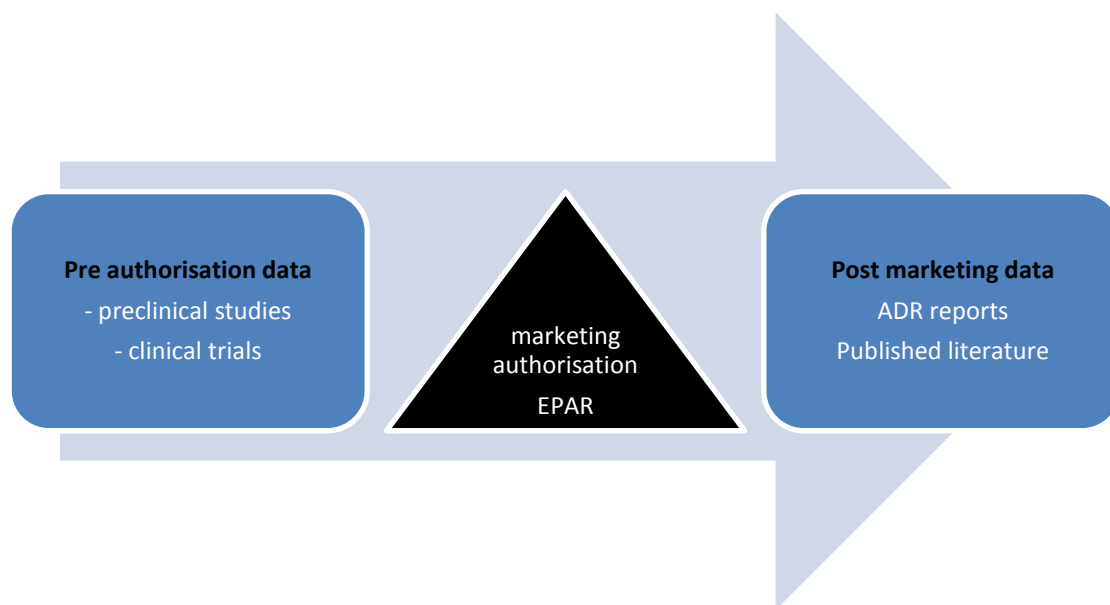 Pre authorisation data
- preclinical studies
- clinical trials
marketing
authorisation
EPAR
Post marketing data
ADR reports
Published literature